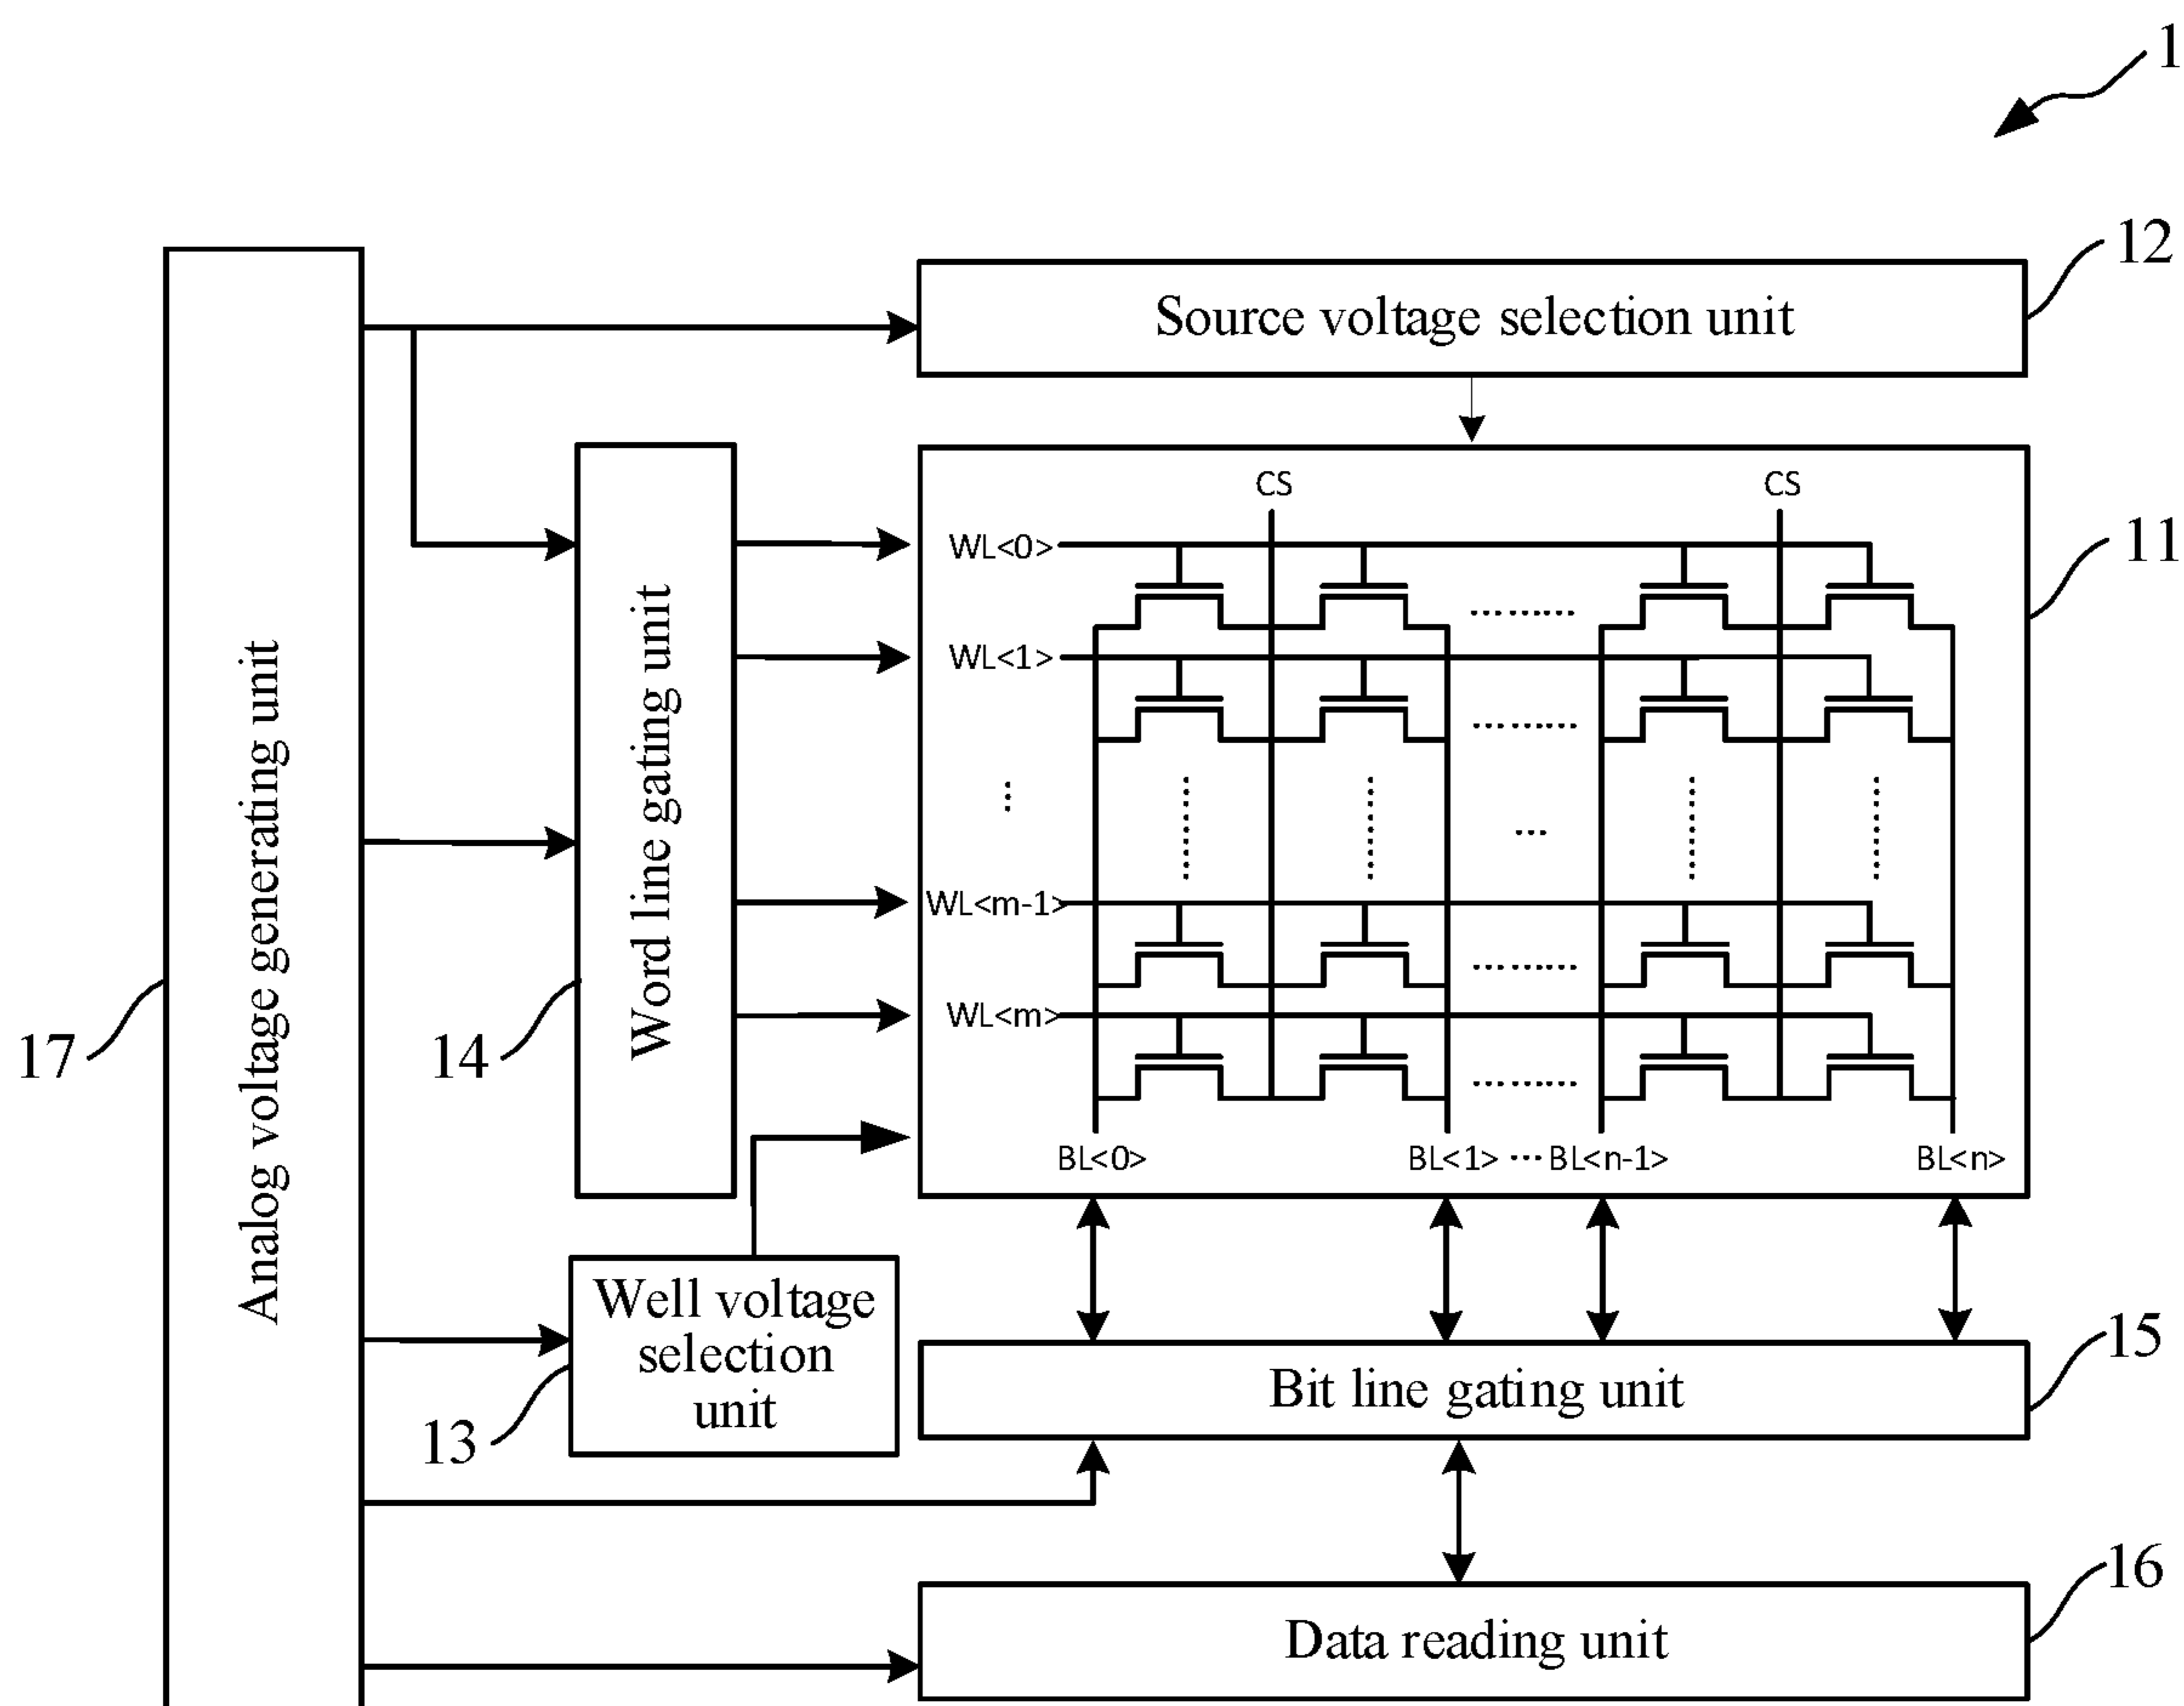 1
12
Source voltage selection unit
CS CS
11
WL<0>
..........
WL<1>
..........
Analog voltage generating unit
Word line gating unit
...
WL<m-1>
..........
WL<m>
17
14
..........
BL<0> BL<1> ... BL<n-1> BL<n>
Well voltage
selection
unit
13
15
Bit line gating unit
16
Data reading unit